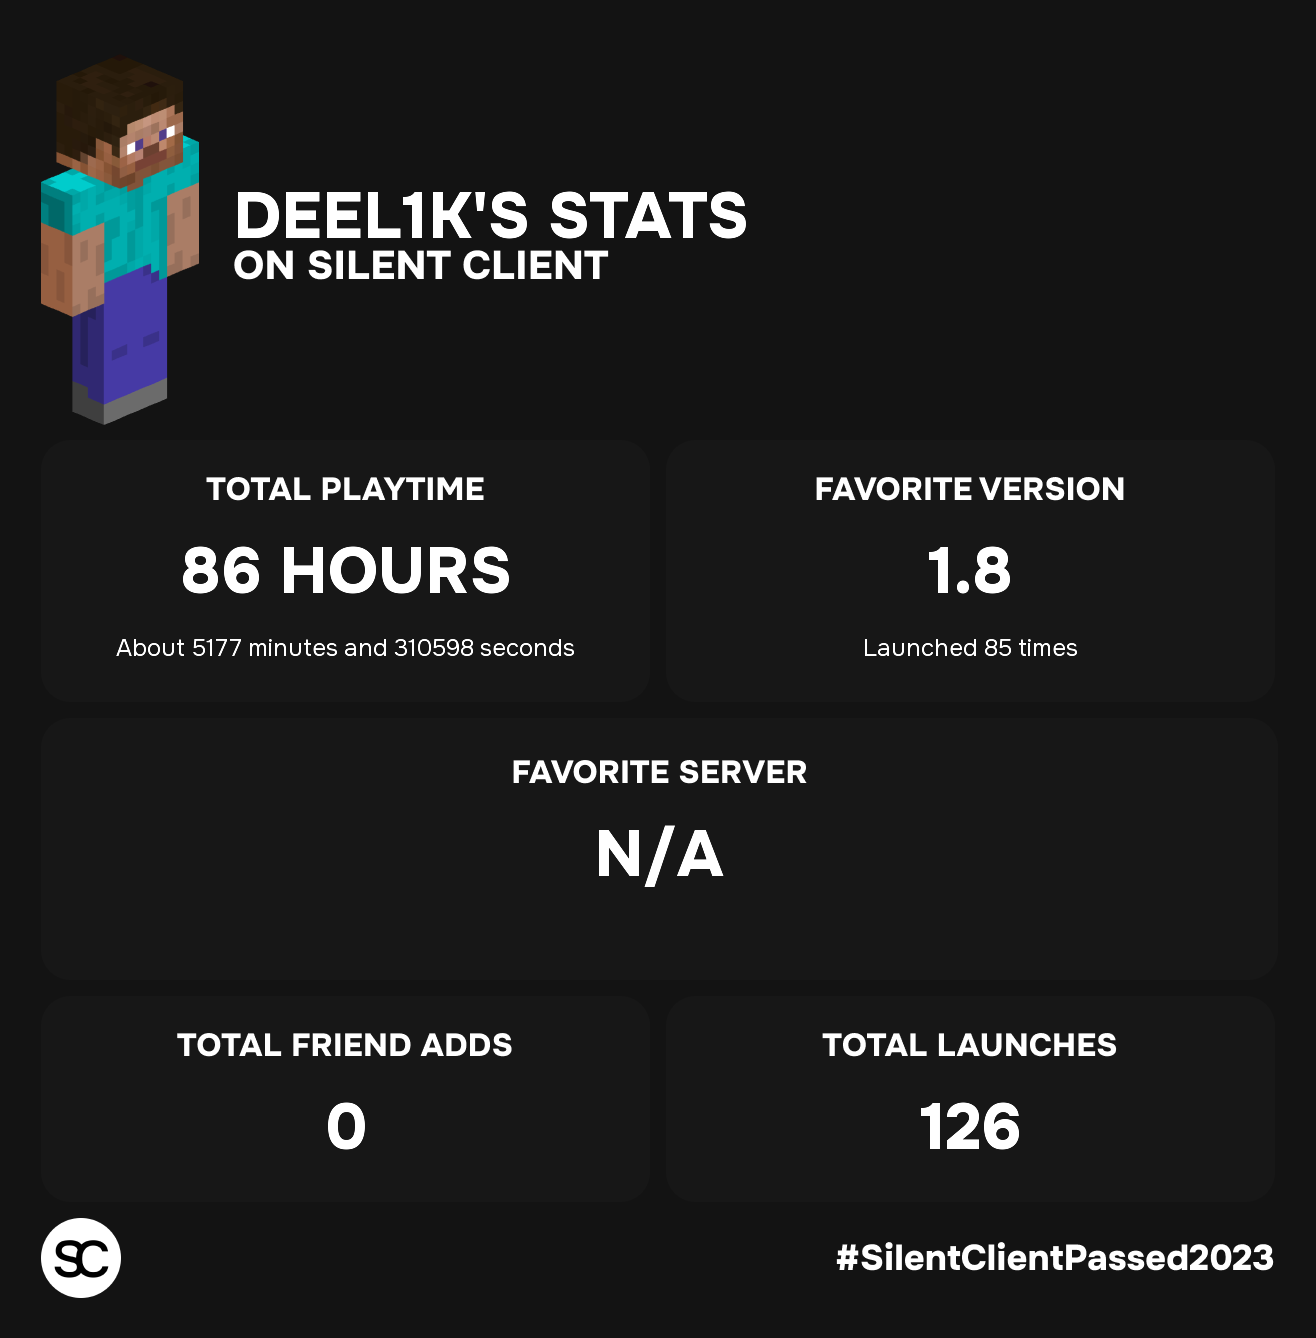 DEEL1K'S STATS
ON SILENT CLIENT
TOTAL PLAYTIME
86 HOURS
About 5177 minutes and 310598 seconds
FAVORITE VERSION
1.8
Launched 85 times
FAVORITE SERVER
N/A
TOTAL FRIEND ADDS
0
TOTAL LAUNCHES
126
SC
#SilentClientPassed2023